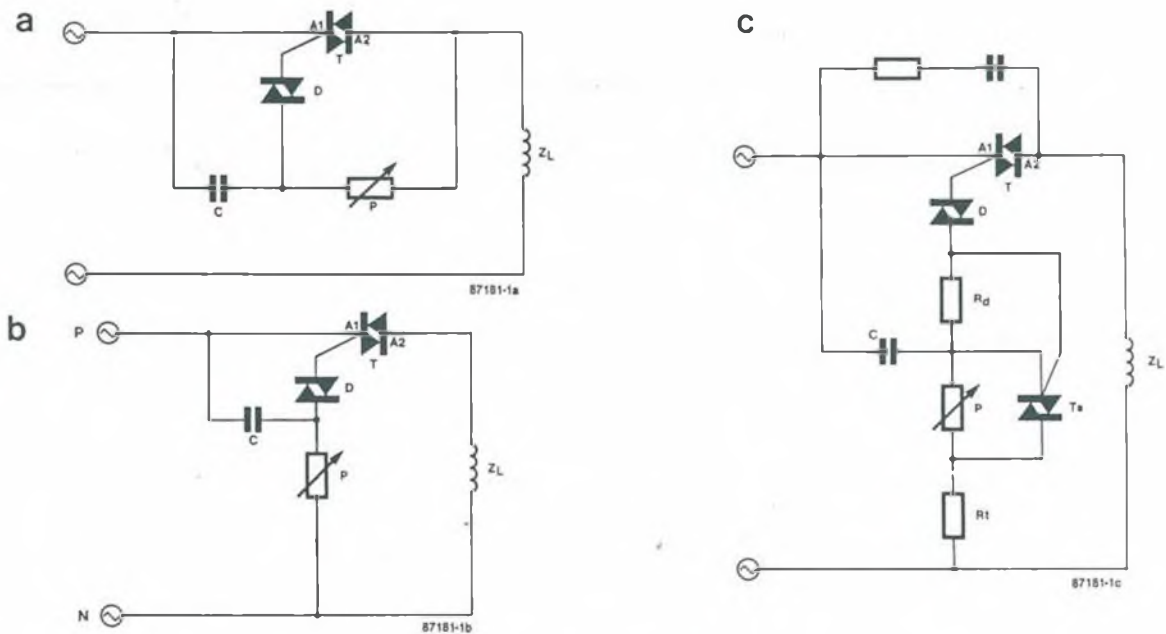 a
A1
A2
T
D
C
P
ZL
87181-1a
b
P
A1
A2
T
D
C
P
ZL
N
87181-1b
c
A1
A2
T
D
Rd
C
P
Ta
ZL
Rt
87181-1c